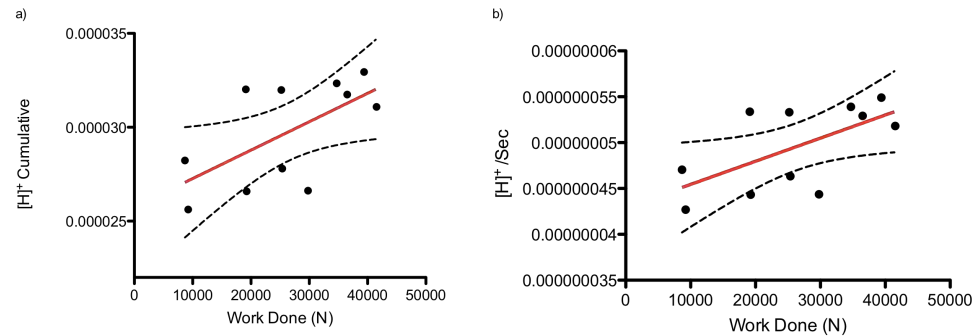 a)
0.000035
0.000030
0.000025
[H]⁺ Cumulative
0 10000 20000 30000 40000 50000
Work Done (N)
b)
0.00000006
0.000000055
0.00000005
0.000000045
0.00000004
0.000000035
[H]⁺ /Sec
0 10000 20000 30000 40000 50000
Work Done (N)